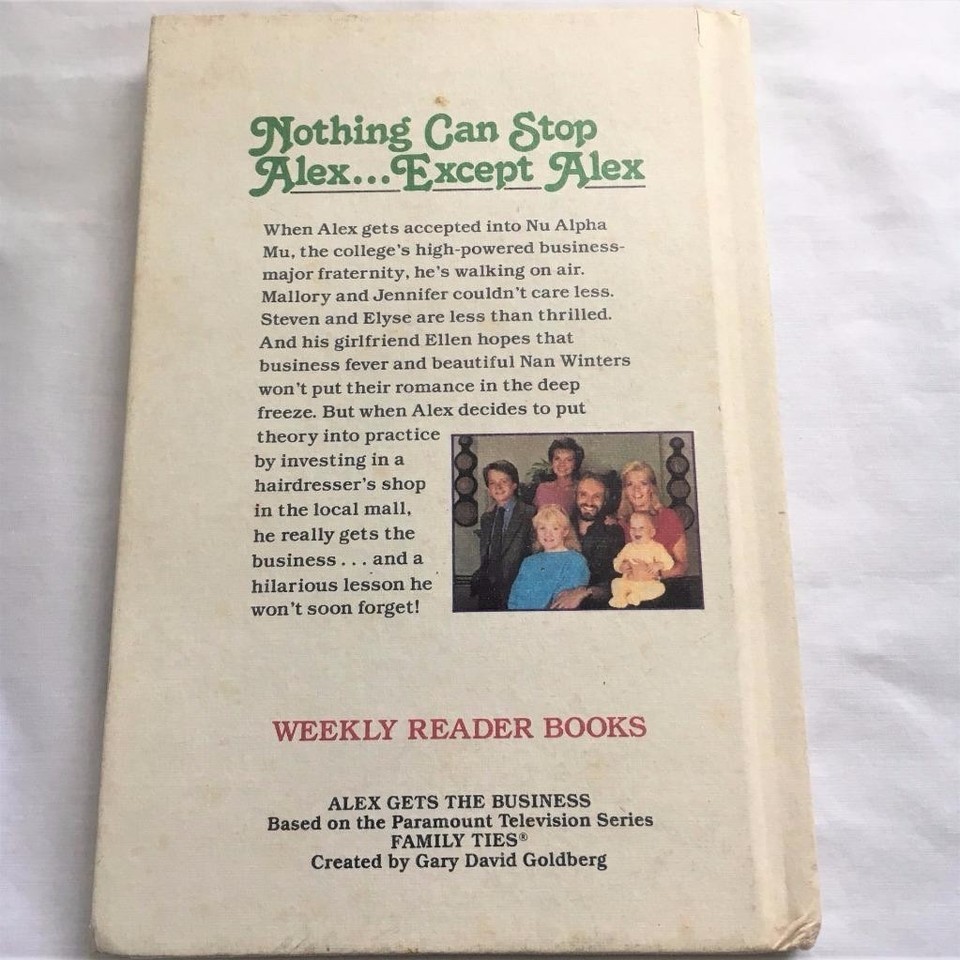 Nothing Can Stop
Alex...Except Alex
When Alex gets accepted into Nu Alpha
Mu, the college's high-powered business-
major fraternity, he's walking on air.
Mallory and Jennifer couldn't care less.
Steven and Elyse are less than thrilled.
And his girlfriend Ellen hopes that
business fever and beautiful Nan Winters
won't put their romance in the deep
freeze. But when Alex decides to put
theory into practice
by investing in a
hairdresser's shop
in the local mall,
he really gets the
business . . . and a
hilarious lesson he
won't soon forget!
WEEKLY READER BOOKS
ALEX GETS THE BUSINESS
Based on the Paramount Television Series
FAMILY TIES®
Created by Gary David Goldberg